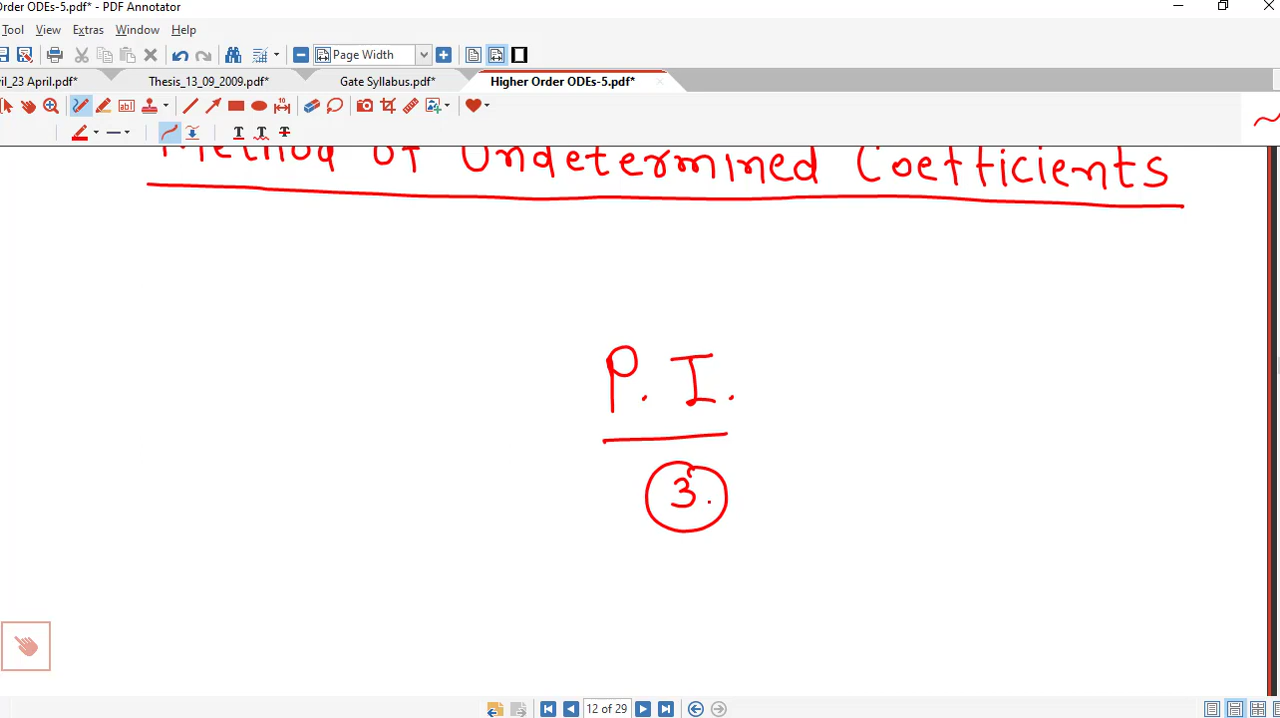 Order ODEs-5.pdf* - PDF Annotator
Tool View Extras Window Help
Page Width
vil_23 April.pdf* Thesis_13_09_2009.pdf* Gate Syllabus.pdf* Higher Order ODEs-5.pdf*
Method of Undetermined Coefficients
P. I.
3.
12 of 29